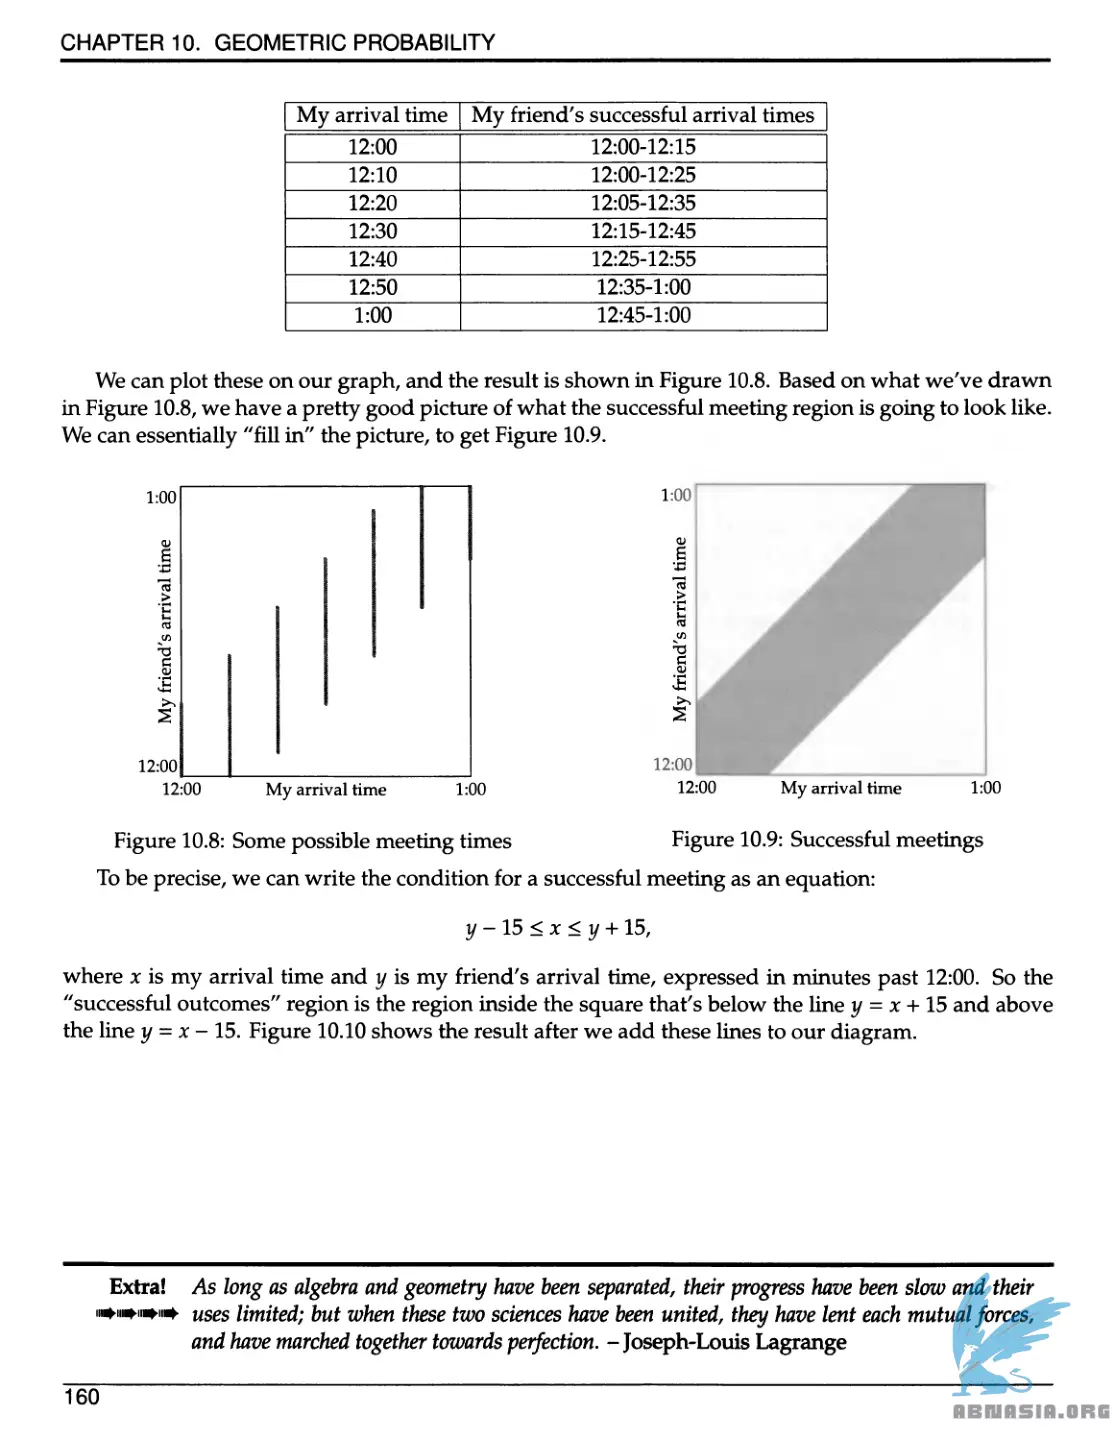 CHAPTER 10. GEOMETRIC PROBABILITY
My arrival time My friend's successful arrival times
12:00 12:00-12:15
12:10 12:00-12:25
12:20 12:05-12:35
12:30 12:15-12:45
12:40 12:25-12:55
12:50 12:35-1:00
1:00 12:45-1:00
We can plot these on our graph, and the result is shown in Figure 10.8. Based on what we've drawn
in Figure 10.8, we have a pretty good picture of what the successful meeting region is going to look like.
We can essentially "fill in" the picture, to get Figure 10.9.
1:00
My friend's arrival time
12:00
12:00 My arrival time 1:00
Figure 10.8: Some possible meeting times
1:00
My friend's arrival time
12:00
12:00 My arrival time 1:00
Figure 10.9: Successful meetings
To be precise, we can write the condition for a successful meeting as an equation:
y − 15 ≤ x ≤ y + 15,
where x is my arrival time and y is my friend's arrival time, expressed in minutes past 12:00. So the
"successful outcomes" region is the region inside the square that's below the line y = x + 15 and above
the line y = x − 15. Figure 10.10 shows the result after we add these lines to our diagram.
Extra! As long as algebra and geometry have been separated, their progress have been slow and their
uses limited; but when these two sciences have been united, they have lent each mutual forces,
and have marched together towards perfection. – Joseph-Louis Lagrange
160
ABNASIA.ORG